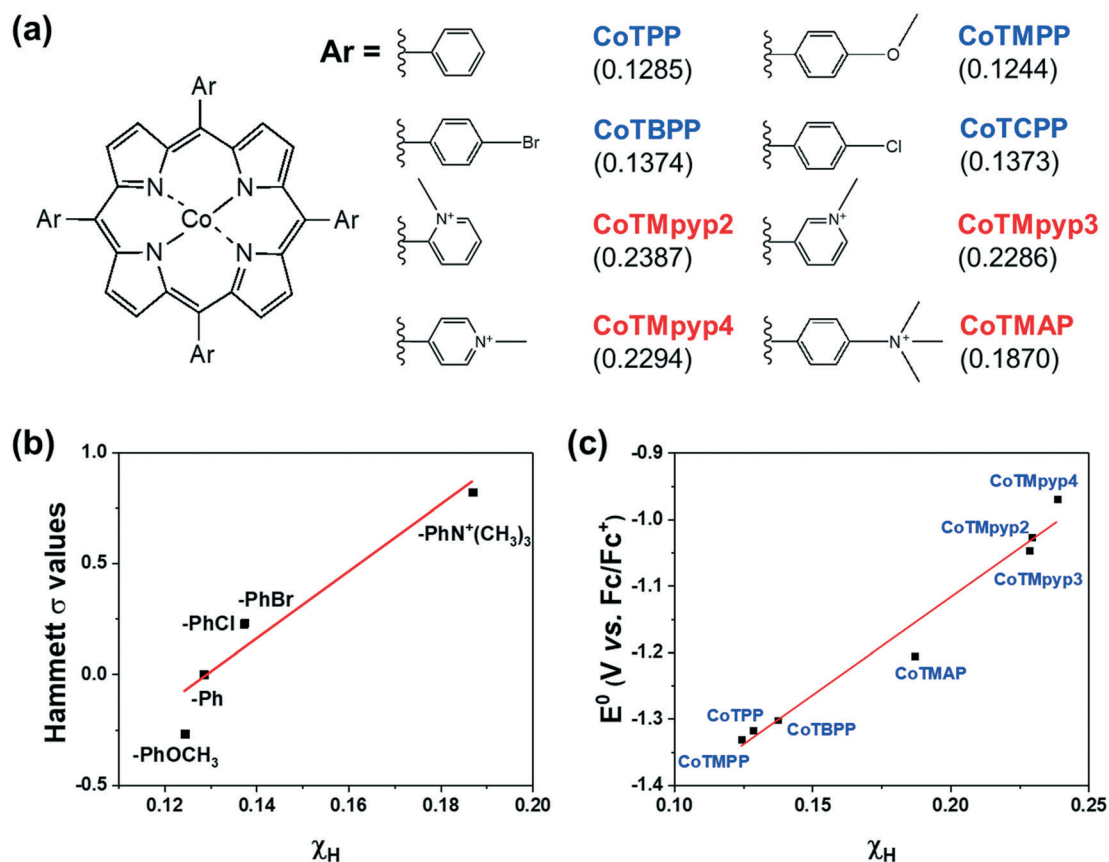 (a)
Ar =
CoTPP
(0.1285)
O
CoTMPP
(0.1244)
Br
CoTBPP
(0.1374)
Cl
CoTCPP
(0.1373)
N+
CoTMpyp2
(0.2387)
N+
CoTMpyp3
(0.2286)
N+
CoTMpyp4
(0.2294)
N+
CoTMAP
(0.1870)
Ar
N N
Ar Co Ar
N N
Ar
(b)
1.0
0.5
0.0
-0.5
Hammett σ values
-PhN+(CH3)3
-PhBr
-PhCl
-Ph
-PhOCH3
0.12 0.14 0.16 0.18 0.20
χH
(c)
-0.9
-1.0
-1.1
-1.2
-1.3
-1.4
E0 (V vs. Fc/Fc+)
CoTMpyp4
CoTMpyp2
CoTMpyp3
CoTMAP
CoTPP
CoTBPP
CoTMPP
0.10 0.15 0.20 0.25
χH